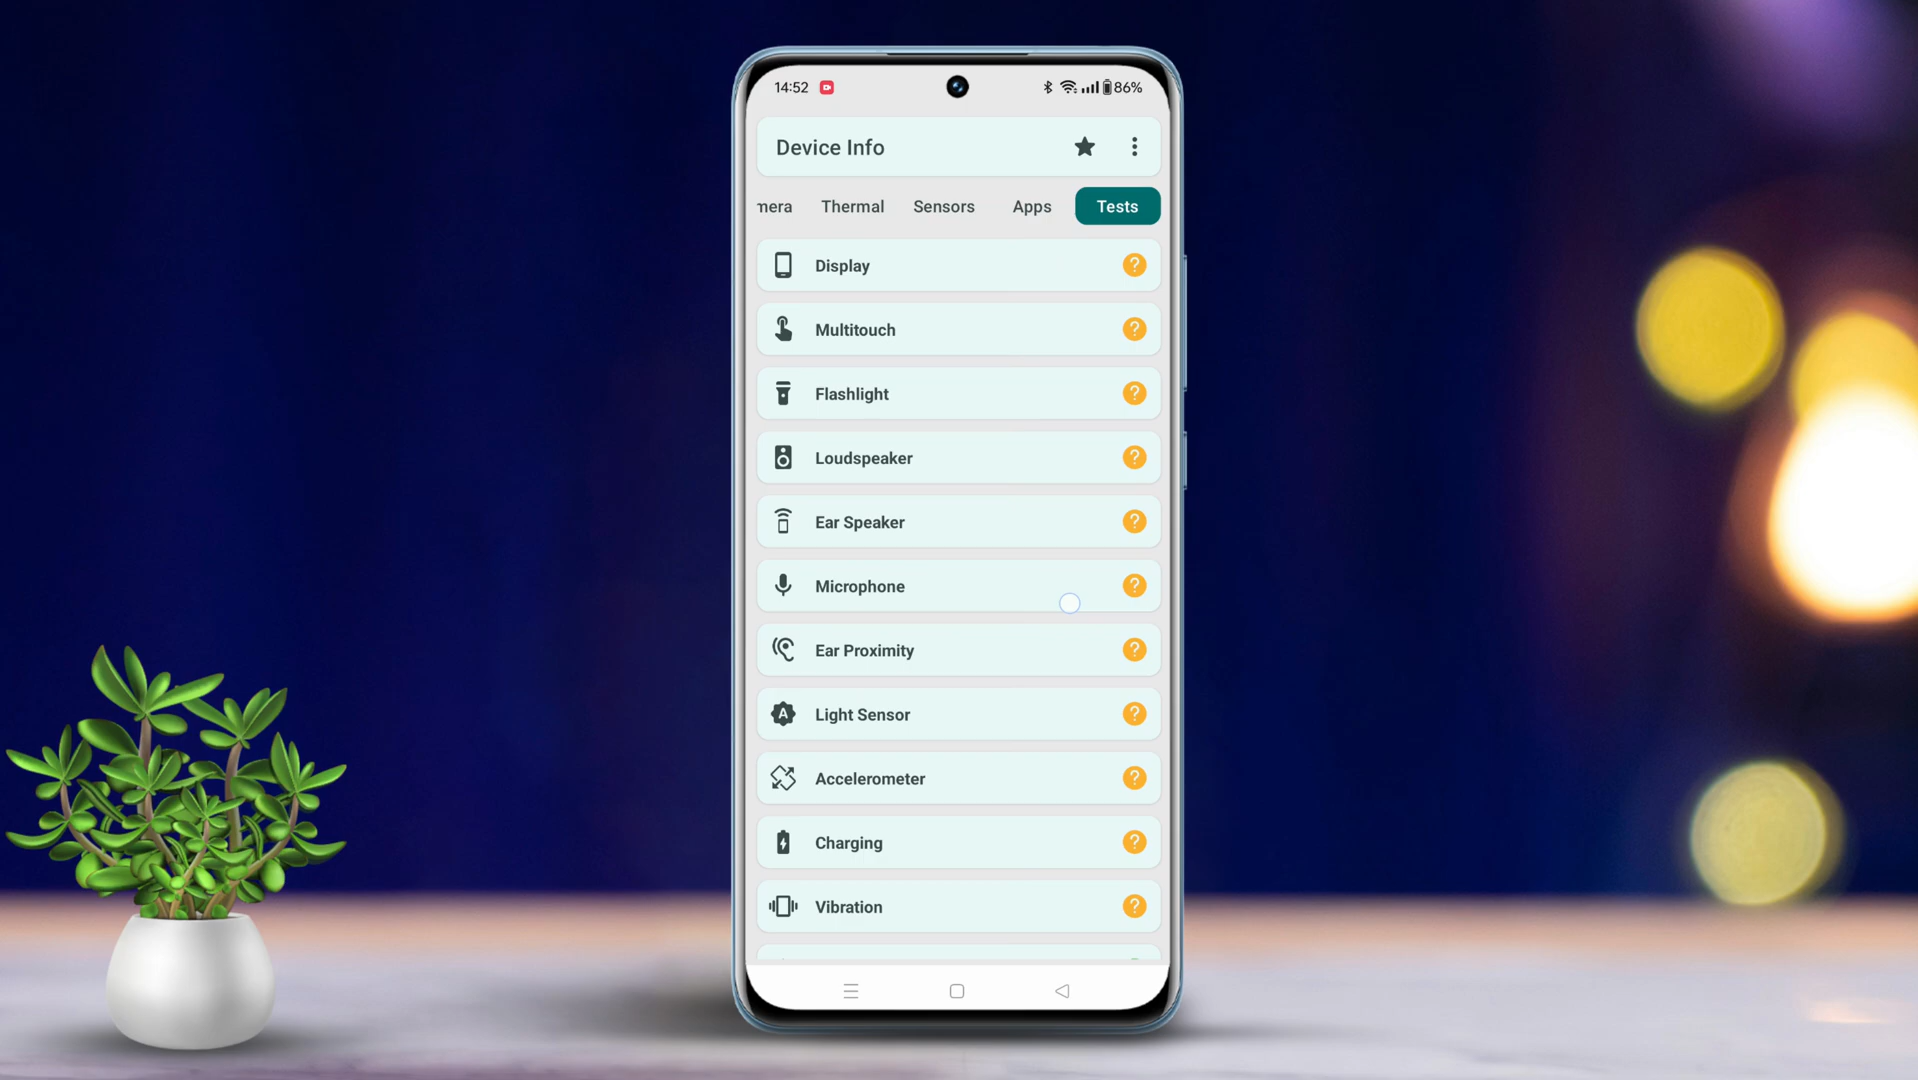 14:52 86%
Device Info
mera Thermal Sensors Apps Tests
Display ?
Multitouch ?
Flashlight ?
Loudspeaker ?
Ear Speaker ?
Microphone ?
Ear Proximity ?
A Light Sensor ?
Accelerometer ?
Charging ?
Vibration ?